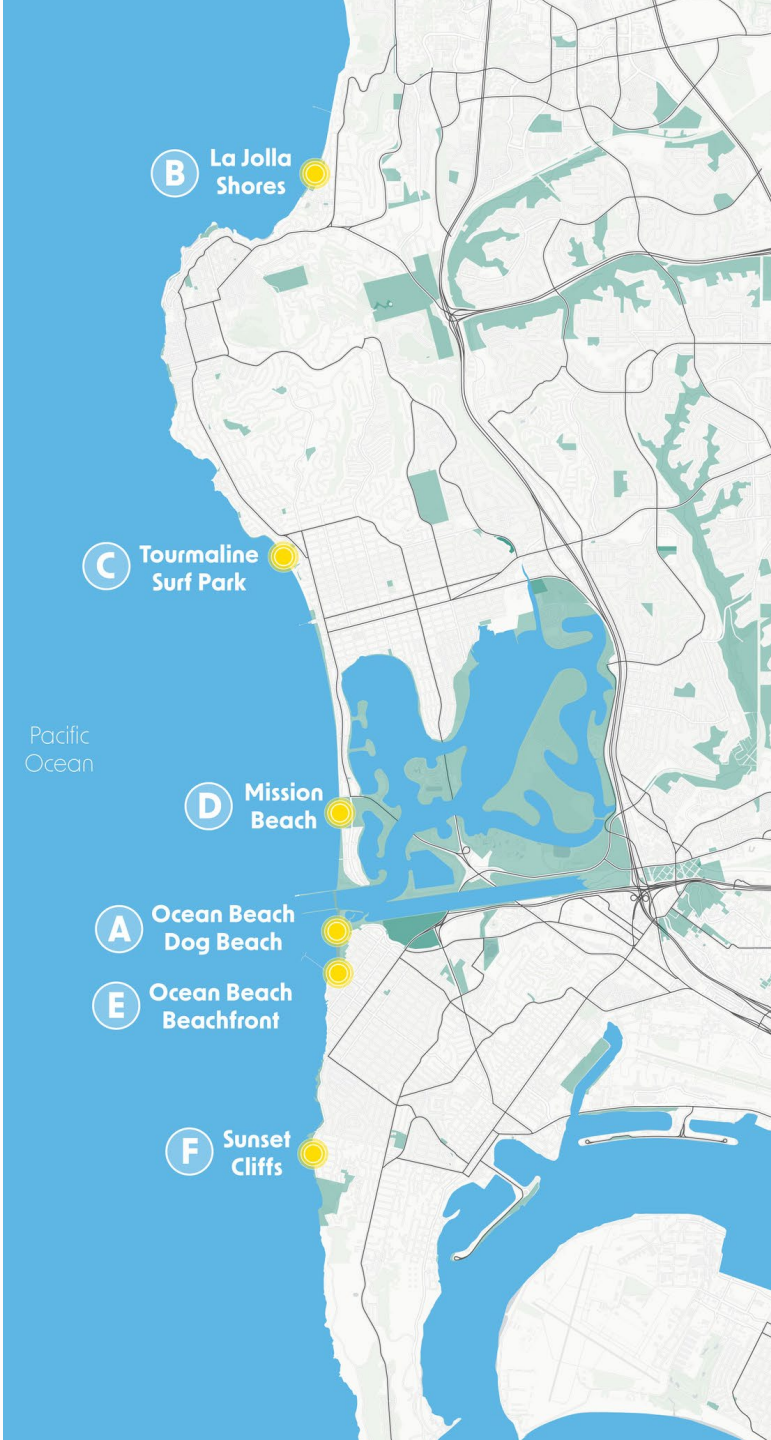 B
La Jolla
Shores
C
Tourmaline
Surf Park
Pacific
Ocean
D
Mission
Beach
A
Ocean Beach
Dog Beach
E
Ocean Beach
Beachfront
F
Sunset
Cliffs